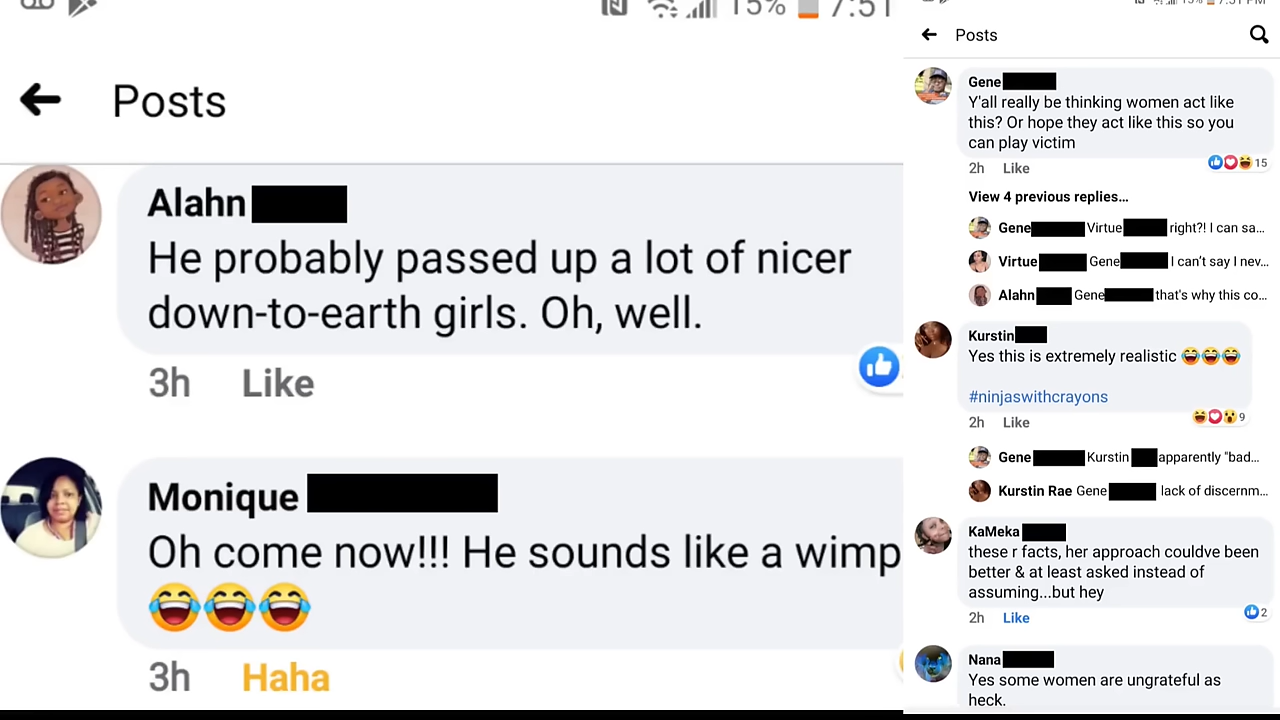 15% 7:51
Posts
Alahn
He probably passed up a lot of nicer
down-to-earth girls. Oh, well.
3h Like
Monique
Oh come now!!! He sounds like a wimp
😂😂😂
3h Haha
15% 7:51 PM
Posts
Gene
Y'all really be thinking women act like
this? Or hope they act like this so you
can play victim
2h Like 15
View 4 previous replies...
Gene Virtue right?! I can sa...
Virtue Gene I can't say I nev...
Alahn Gene that's why this co...
Kurstin
Yes this is extremely realistic 😂😂😂
#ninjaswithcrayons
2h Like 9
Gene Kurstin apparently "bad...
Kurstin Rae Gene lack of discernm...
KaMeka
these r facts, her approach couldve been
better & at least asked instead of
assuming...but hey
2h Like 2
Nana
Yes some women are ungrateful as
heck.